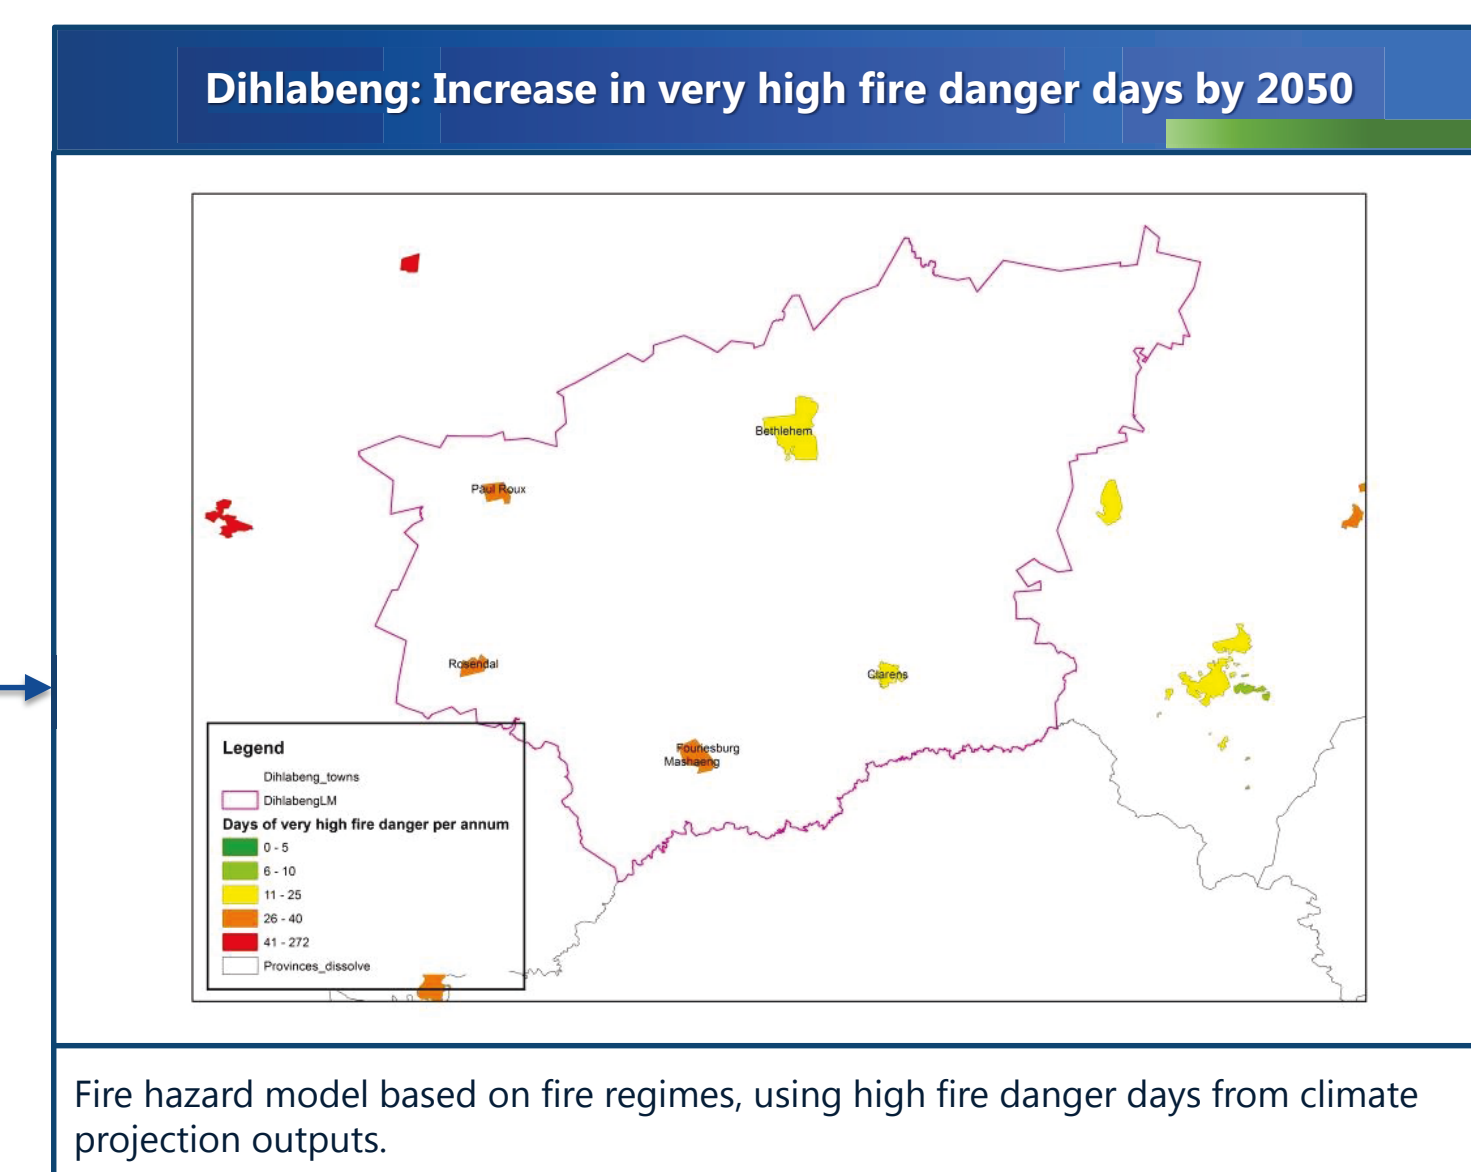 Dihlabeng: Increase in very high fire danger days by 2050
Bethlehem
Paul Roux
Rosendal
Clarens
Fouriesburg
Mashaeng
Legend
Dihlabeng_towns
DihlabengLM
Days of very high fire danger per annum
0 - 5
6 - 10
11 - 25
26 - 40
41 - 272
Provinces_dissolve
Fire hazard model based on fire regimes, using high fire danger days from climate
projection outputs.